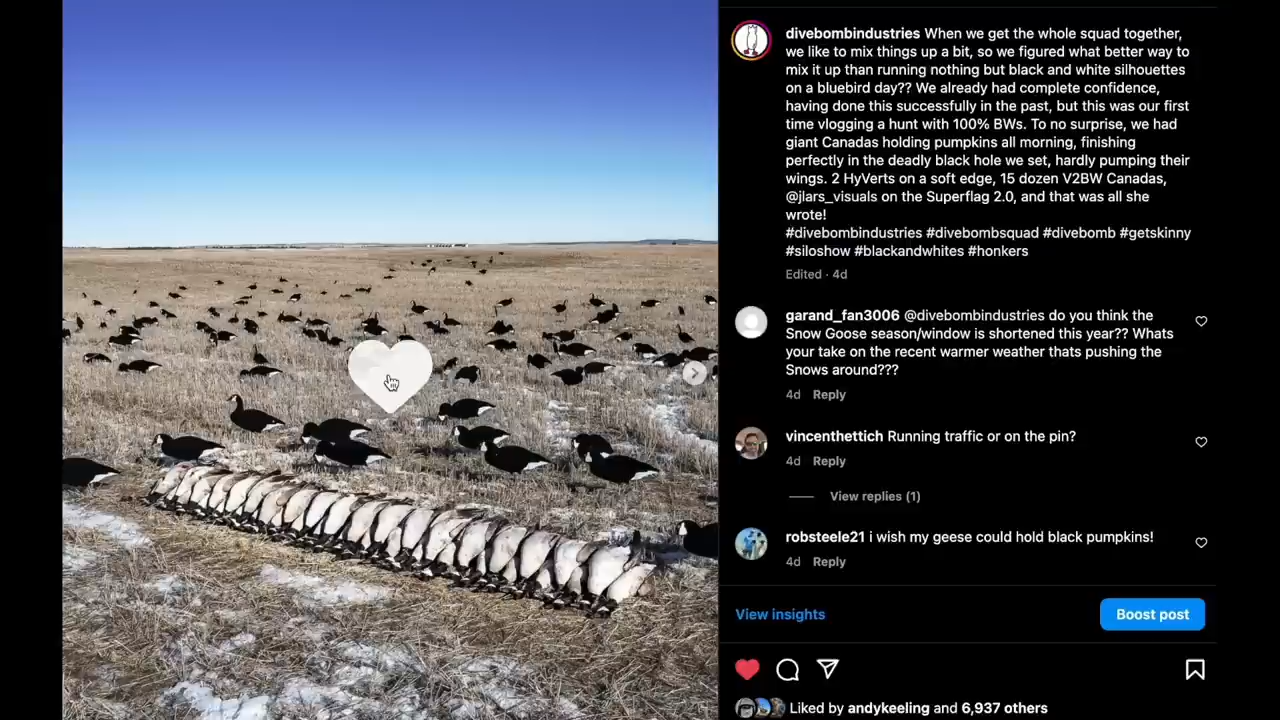 divebombindustries When we get the whole squad together,
we like to mix things up a bit, so we figured what better way to
mix it up than running nothing but black and white silhouettes
on a bluebird day?? We already had complete confidence,
having done this successfully in the past, but this was our first
time vlogging a hunt with 100% BWs. To no surprise, we had
giant Canadas holding pumpkins all morning, finishing
perfectly in the deadly black hole we set, hardly pumping their
wings. 2 HyVerts on a soft edge, 15 dozen V2BW Canadas,
@jlars_visuals on the Superflag 2.0, and that was all she
wrote!
#divebombindustries #divebombsquad #divebomb #getskinny
#siloshow #blackandwhites #honkers
Edited · 4d
garand_fan3006 @divebombindustries do you think the
Snow Goose season/window is shortened this year?? Whats
your take on the recent warmer weather thats pushing the
Snows around???
4d Reply
vincenthettich Running traffic or on the pin?
4d Reply
View replies (1)
robsteele21 i wish my geese could hold black pumpkins!
4d Reply
View insights
Boost post
Liked by andykeeling and 6,937 others